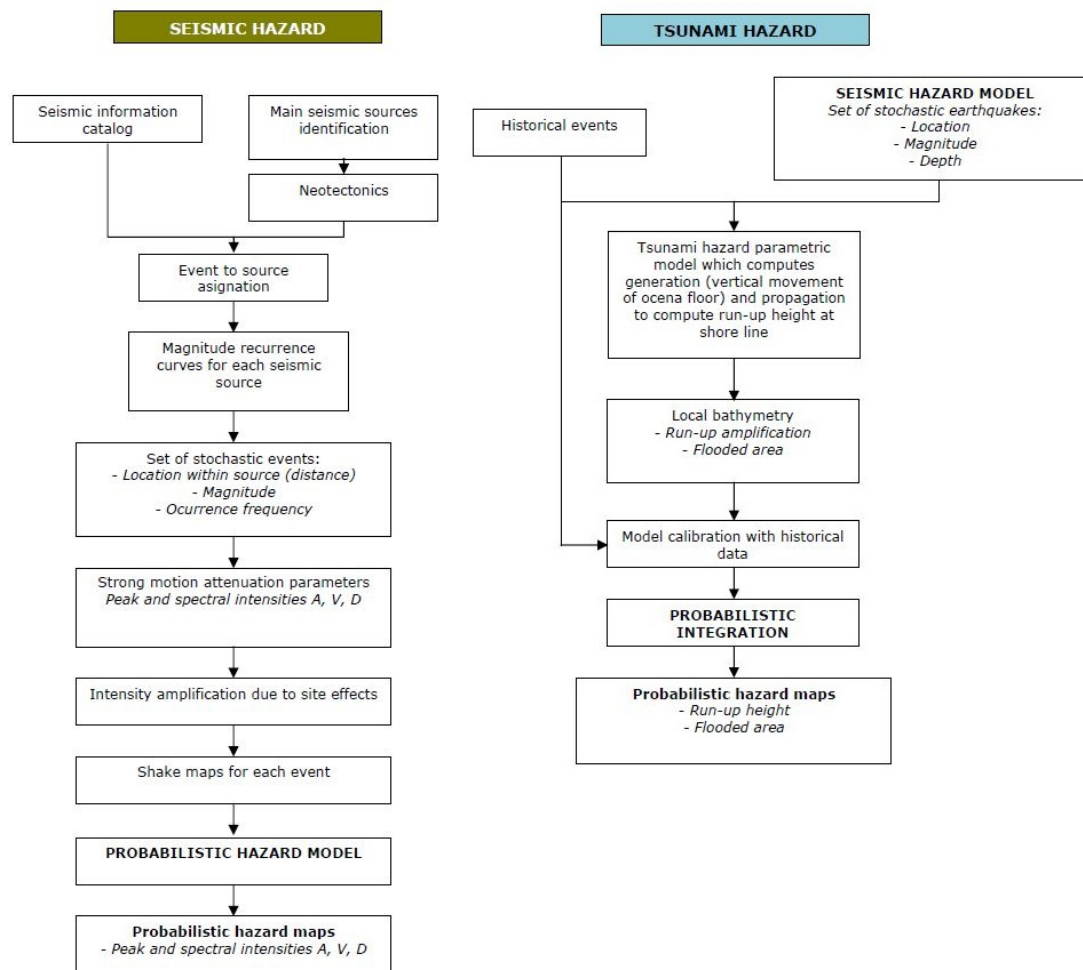 SEISMIC HAZARD
Seismic information
catalog
Main seismic sources
identification
Neotectonics
Event to source
asignation
Magnitude recurrence
curves for each seismic
source
Set of stochastic events:
- Location within source (distance)
- Magnitude
- Ocurrence frequency
Strong motion attenuation parameters
Peak and spectral intensities A, V, D
Intensity amplification due to site effects
Shake maps for each event
PROBABILISTIC HAZARD MODEL
Probabilistic hazard maps
- Peak and spectral intensities A, V, D
TSUNAMI HAZARD
Historical events
SEISMIC HAZARD MODEL
Set of stochastic earthquakes:
- Location
- Magnitude
- Depth
Tsunami hazard parametric
model which computes
generation (vertical movement
of ocena floor) and propagation
to compute run-up height at
shore line
Local bathymetry
- Run-up amplification
- Flooded area
Model calibration with historical
data
PROBABILISTIC
INTEGRATION
Probabilistic hazard maps
- Run-up height
- Flooded area